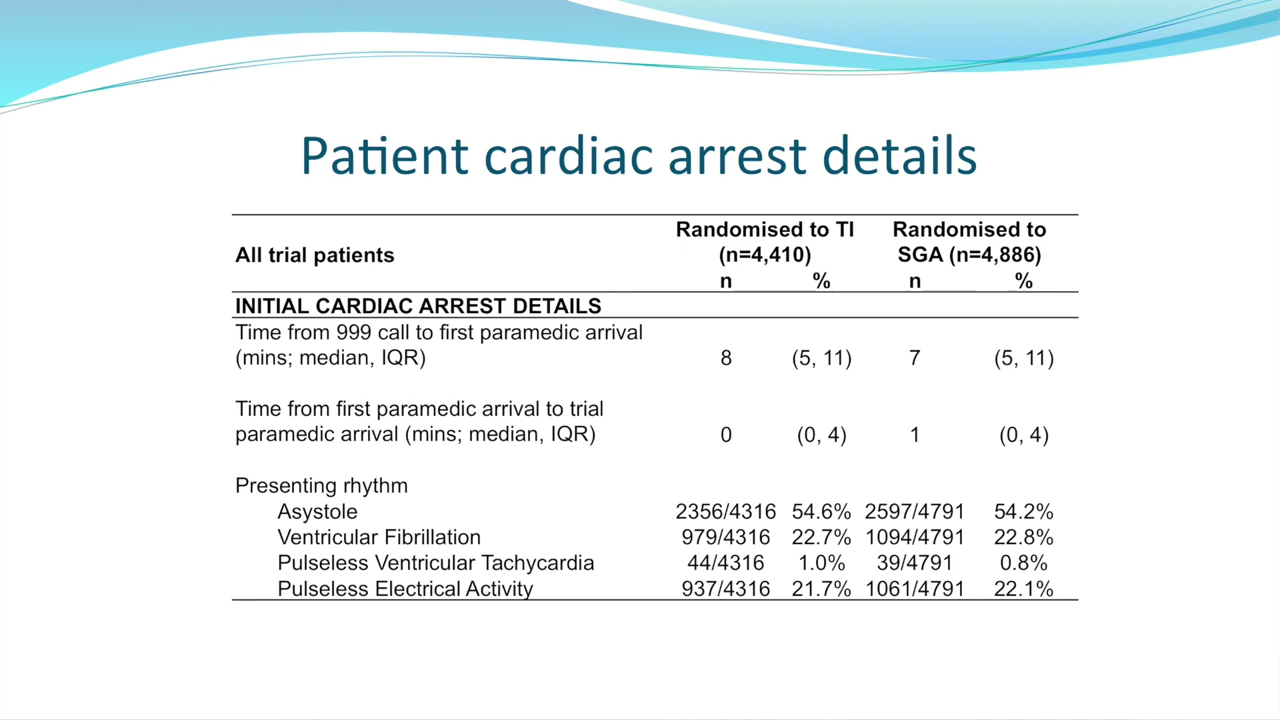 Patient cardiac arrest details
All trial patients
Randomised to TI
(n=4,410)
n %
Randomised to
SGA (n=4,886)
n %
INITIAL CARDIAC ARREST DETAILS
Time from 999 call to first paramedic arrival
(mins; median, IQR) 8 (5, 11) 7 (5, 11)
Time from first paramedic arrival to trial
paramedic arrival (mins; median, IQR) 0 (0, 4) 1 (0, 4)
Presenting rhythm
Asystole 2356/4316 54.6% 2597/4791 54.2%
Ventricular Fibrillation 979/4316 22.7% 1094/4791 22.8%
Pulseless Ventricular Tachycardia 44/4316 1.0% 39/4791 0.8%
Pulseless Electrical Activity 937/4316 21.7% 1061/4791 22.1%